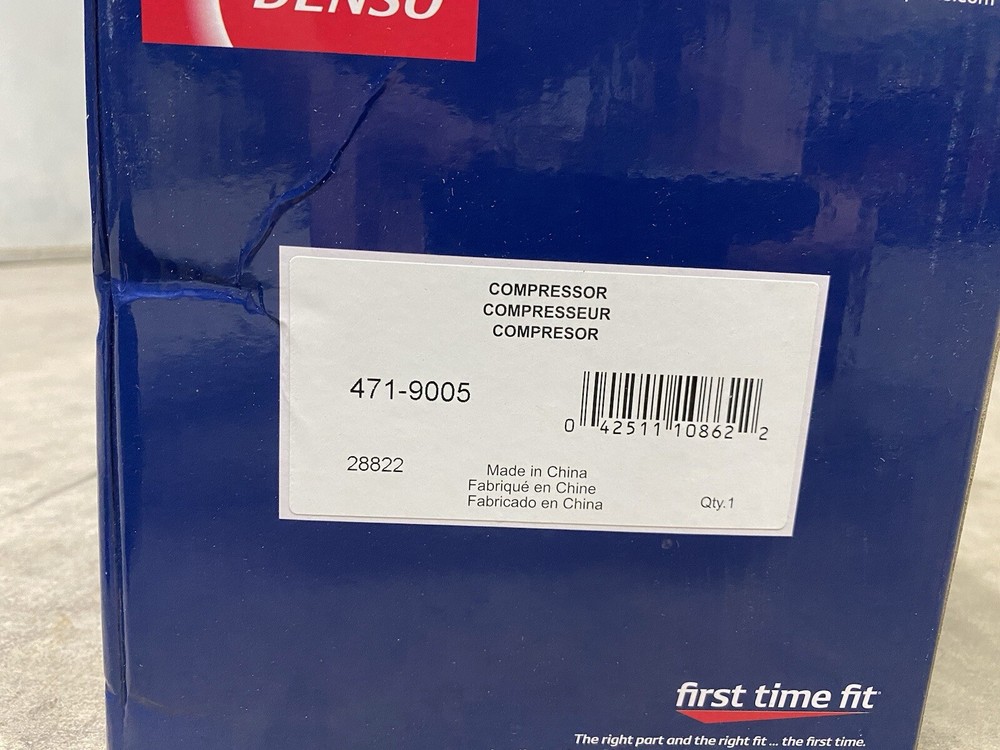 DENSO
COMPRESSOR
COMPRESSEUR
COMPRESOR
471-9005
0 42511 10862 2
28822
Made in China
Fabriqué en Chine
Fabricado en China
Qty.1
first time fit
The right part and the right fit ... the first time.